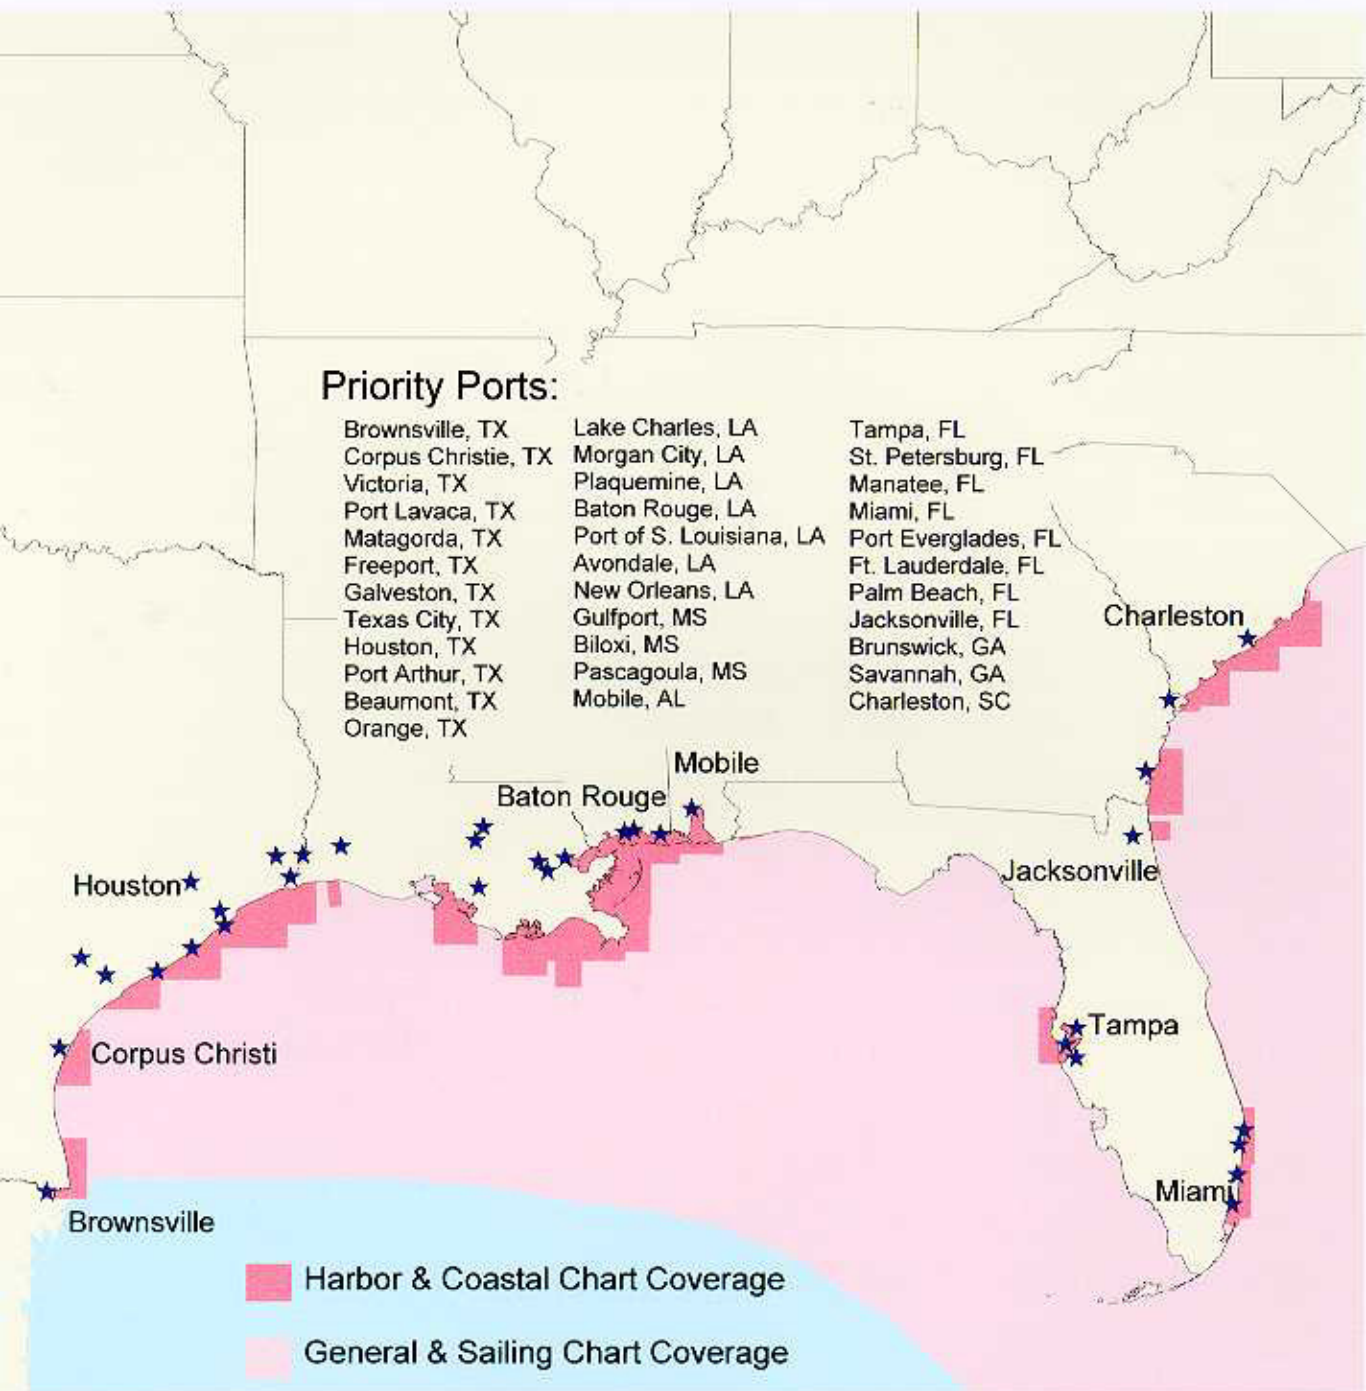 Priority Ports:
Brownsville, TX
Corpus Christie, TX
Victoria, TX
Port Lavaca, TX
Matagorda, TX
Freeport, TX
Galveston, TX
Texas City, TX
Houston, TX
Port Arthur, TX
Beaumont, TX
Orange, TX
Lake Charles, LA
Morgan City, LA
Plaquemine, LA
Baton Rouge, LA
Port of S. Louisiana, LA
Avondale, LA
New Orleans, LA
Gulfport, MS
Biloxi, MS
Pascagoula, MS
Mobile, AL
Tampa, FL
St. Petersburg, FL
Manatee, FL
Miami, FL
Port Everglades, FL
Ft. Lauderdale, FL
Palm Beach, FL
Jacksonville, FL
Brunswick, GA
Savannah, GA
Charleston, SC
Charleston
Mobile
Baton Rouge
Jacksonville
Houston
Tampa
Corpus Christi
Miami
Brownsville
Harbor & Coastal Chart Coverage
General & Sailing Chart Coverage